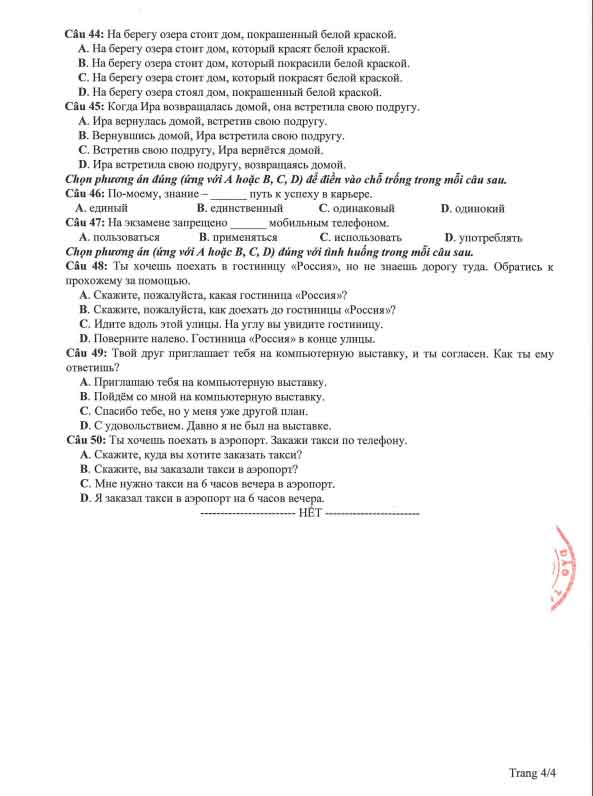 Câu 44: На берегу озера стоит дом, покрашенный белой краской.
A. На берегу озера стоит дом, который красят белой краской.
B. На берегу озера стоит дом, который покрасили белой краской.
C. На берегу озера стоит дом, который покрасят белой краской.
D. На берегу озера стоял дом, покрашенный белой краской.
Câu 45: Когда Ира возвращалась домой, она встретила свою подругу.
A. Ира вернулась домой, встретив свою подругу.
B. Вернувшись домой, Ира встретила свою подругу.
C. Встретив свою подругу, Ира вернётся домой.
D. Ира встретила свою подругу, возвращаясь домой.
Chọn phương án đúng (ứng với A hoặc B, C, D) để điền vào chỗ trống trong mỗi câu sau.
Câu 46: По-моему, знание – ______ путь к успеху в карьере.
A. единый B. единственный C. одинаковый D. одинокий
Câu 47: На экзамене запрещено ______ мобильным телефоном.
A. пользоваться B. применяться C. использовать D. употреблять
Chọn phương án (ứng với A hoặc B, C, D) đúng với tình huống trong mỗi câu sau.
Câu 48: Ты хочешь поехать в гостиницу «Россия», но не знаешь дорогу туда. Обратись к
прохожему за помощью.
A. Скажите, пожалуйста, какая гостиница «Россия»?
B. Скажите, пожалуйста, как доехать до гостиницы «Россия»?
C. Идите вдоль этой улицы. На углу вы увидите гостиницу.
D. Поверните налево. Гостиница «Россия» в конце улицы.
Câu 49: Твой друг приглашает тебя на компьютерную выставку, и ты согласен. Как ты ему
ответишь?
A. Приглашаю тебя на компьютерную выставку.
B. Пойдём со мной на компьютерную выставку.
C. Спасибо тебе, но у меня уже другой план.
D. С удовольствием. Давно я не был на выставке.
Câu 50: Ты хочешь поехать в аэропорт. Закажи такси по телефону.
A. Скажите, куда вы хотите заказать такси?
B. Скажите, вы заказали такси в аэропорт?
C. Мне нужно такси на 6 часов вечера в аэропорт.
D. Я заказал такси в аэропорт на 6 часов вечера.
------------------------ HẾT ------------------------
ĐÀO
Trang 4/4